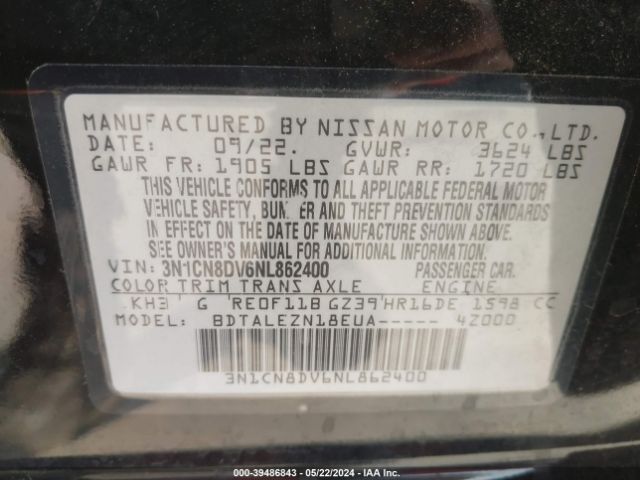 MANUFACTURED BY NISSAN MOTOR CO.,LTD.
DATE: 09/22. GVWR: 3624 LBS
GAWR FR: 1905 LBS GAWR RR: 1720 LBS
THIS VEHICLE CONFORMS TO ALL APPLICABLE FEDERAL MOTOR
VEHICLE SAFETY, BUM ER AND THEFT PREVENTION STANDARDS
IN EFFECT ON THE DATE OF MANUFACTURE SHOWN ABOVE.
SEE OWNER'S MANUAL FOR ADDITIONAL INFORMATION
VIN: 3N1CN8DV6NL862400 PASSENGER CAR.
COLOR TRIM TRANS AXLE ENGINE
KH3 G RE0F11B GZ39 HR16DE 1598 CC
MODEL: BDTALEZN18EUA----- 4Z000
3N1CN8DV6NL862400
000-39486843 - 05/22/2024 - IAA Inc.